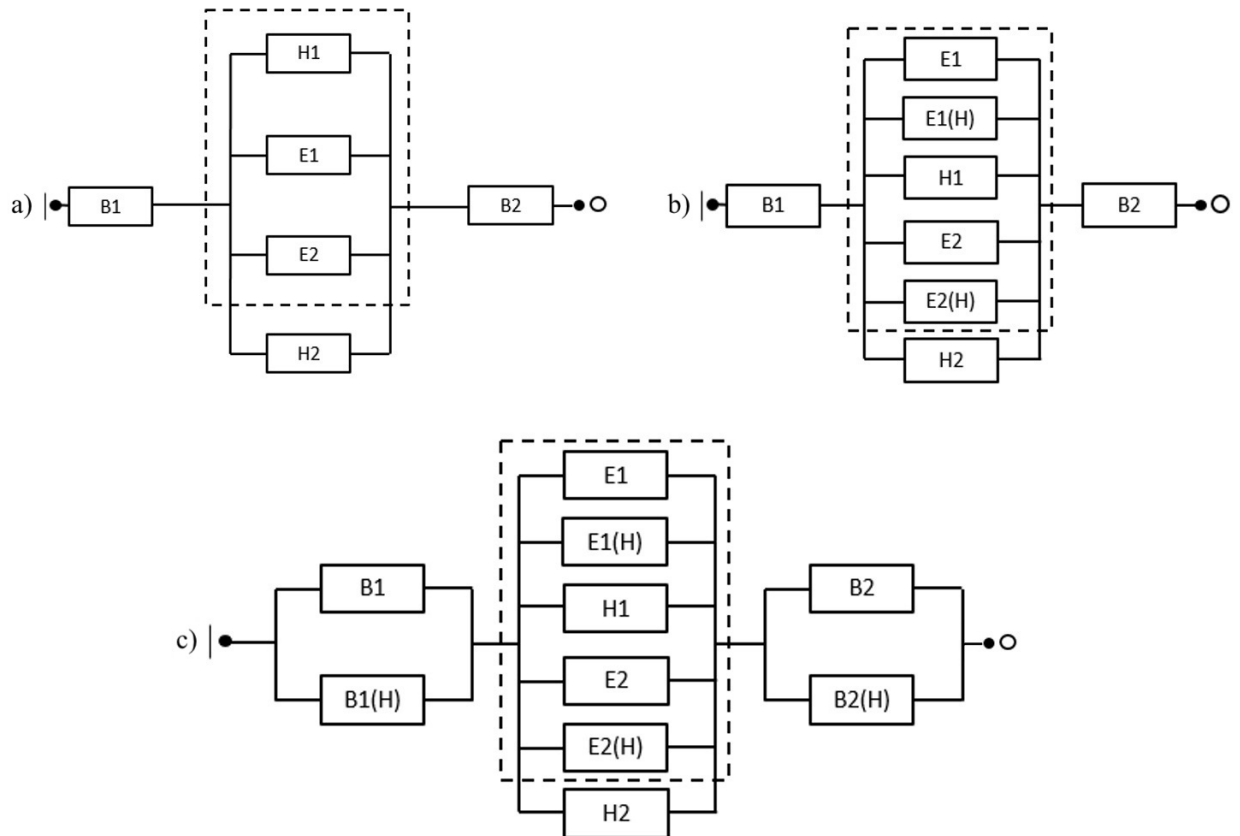 a)
B1
H1
E1
E2
H2
B2
b)
B1
E1
E1(H)
H1
E2
E2(H)
H2
B2
c)
B1
B1(H)
E1
E1(H)
H1
E2
E2(H)
H2
B2
B2(H)